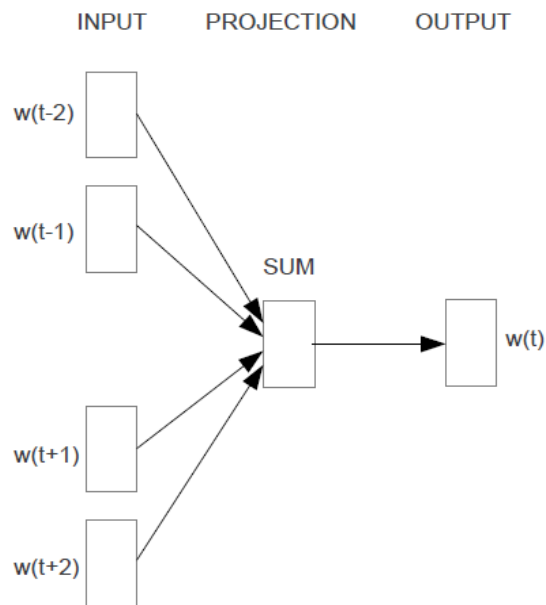 INPUT PROJECTION OUTPUT
w(t-2)
w(t-1)
SUM
w(t)
w(t+1)
w(t+2)